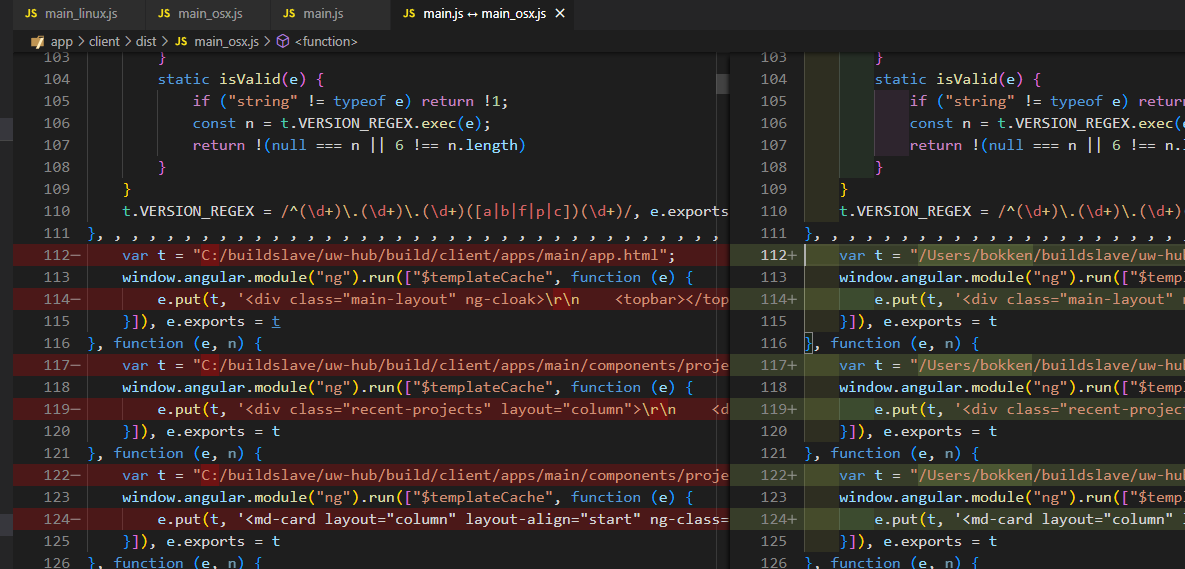 JS main_linux.js JS main_osx.js JS main.js JS main.js ↔ main_osx.js ×
app > client > dist > JS main_osx.js > <function>
103 }
104 static isValid(e) {
105 if ("string" != typeof e) return !1;
106 const n = t.VERSION_REGEX.exec(e);
107 return !(null === n || 6 !== n.length)
108 }
109 }
110 t.VERSION_REGEX = /^(\d+)\.(\d+)\.(\d+)([a|b|f|p|c])(\d+)/, e.exports
111 }, , , , , , , , , , , , , , , , , , , , , , , , , , , , , , , , , , , ,
112− var t = "C:/buildslave/uw-hub/build/client/apps/main/app.html";
113 window.angular.module("ng").run(["$templateCache", function (e) {
114− e.put(t, '<div class="main-layout" ng-cloak>\r\n <topbar></top
115 }]), e.exports = t
116 }, function (e, n) {
117− var t = "C:/buildslave/uw-hub/build/client/apps/main/components/proje
118 window.angular.module("ng").run(["$templateCache", function (e) {
119− e.put(t, '<div class="recent-projects" layout="column">\r\n <d
120 }]), e.exports = t
121 }, function (e, n) {
122− var t = "C:/buildslave/uw-hub/build/client/apps/main/components/proje
123 window.angular.module("ng").run(["$templateCache", function (e) {
124− e.put(t, '<md-card layout="column" layout-align="start" ng-class=
125 }]), e.exports = t
126 }, function (e, n) {
103 }
104 static isValid(e) {
105 if ("string" != typeof e) retur
106 const n = t.VERSION_REGEX.exec(
107 return !(null === n || 6 !== n.
108 }
109 }
110 t.VERSION_REGEX = /^(\d+)\.(\d+)\.(\d+)
111 }, , , , , , , , , , , , , , , , , , ,
112+ var t = "/Users/bokken/buildslave/uw-hu
113 window.angular.module("ng").run(["$temp
114+ e.put(t, '<div class="main-layout" n
115 }]), e.exports = t
116 }, function (e, n) {
117+ var t = "/Users/bokken/buildslave/uw-hu
118 window.angular.module("ng").run(["$temp
119+ e.put(t, '<div class="recent-project
120 }]), e.exports = t
121 }, function (e, n) {
122+ var t = "/Users/bokken/buildslave/uw-hu
123 window.angular.module("ng").run(["$temp
124+ e.put(t, '<md-card layout="column" l
125 }]), e.exports = t
126 }, function (e, n) {